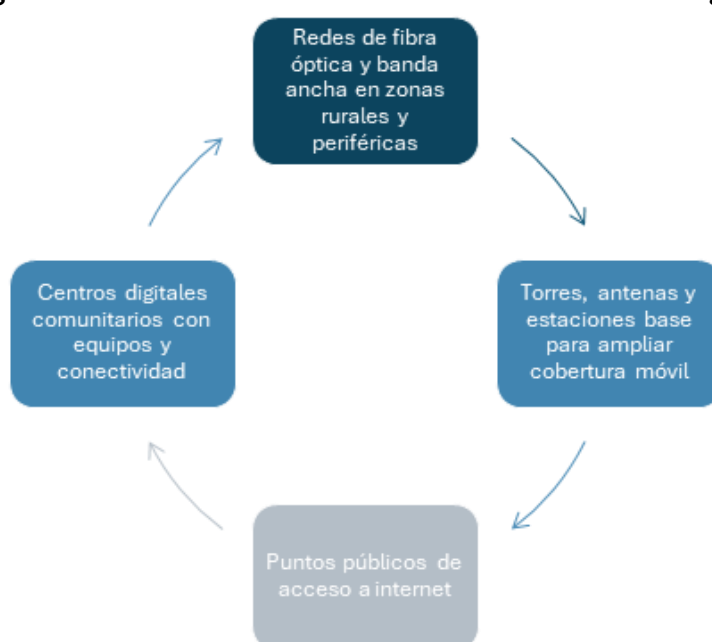 Redes de fibra
óptica y banda
ancha en zonas
rurales y
periféricas
Torres, antenas y
estaciones base
para ampliar
cobertura móvil
Puntos públicos de
acceso a internet
Centros digitales
comunitarios con
equipos y
conectividad